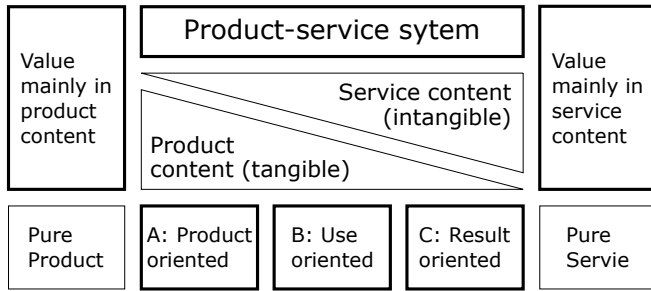 Product-service sytem
Value
mainly in
product
content
Service content
(intangible)
Product
content (tangible)
Value
mainly in
service
content
Pure
Product
A: Product
oriented
B: Use
oriented
C: Result
oriented
Pure
Servie